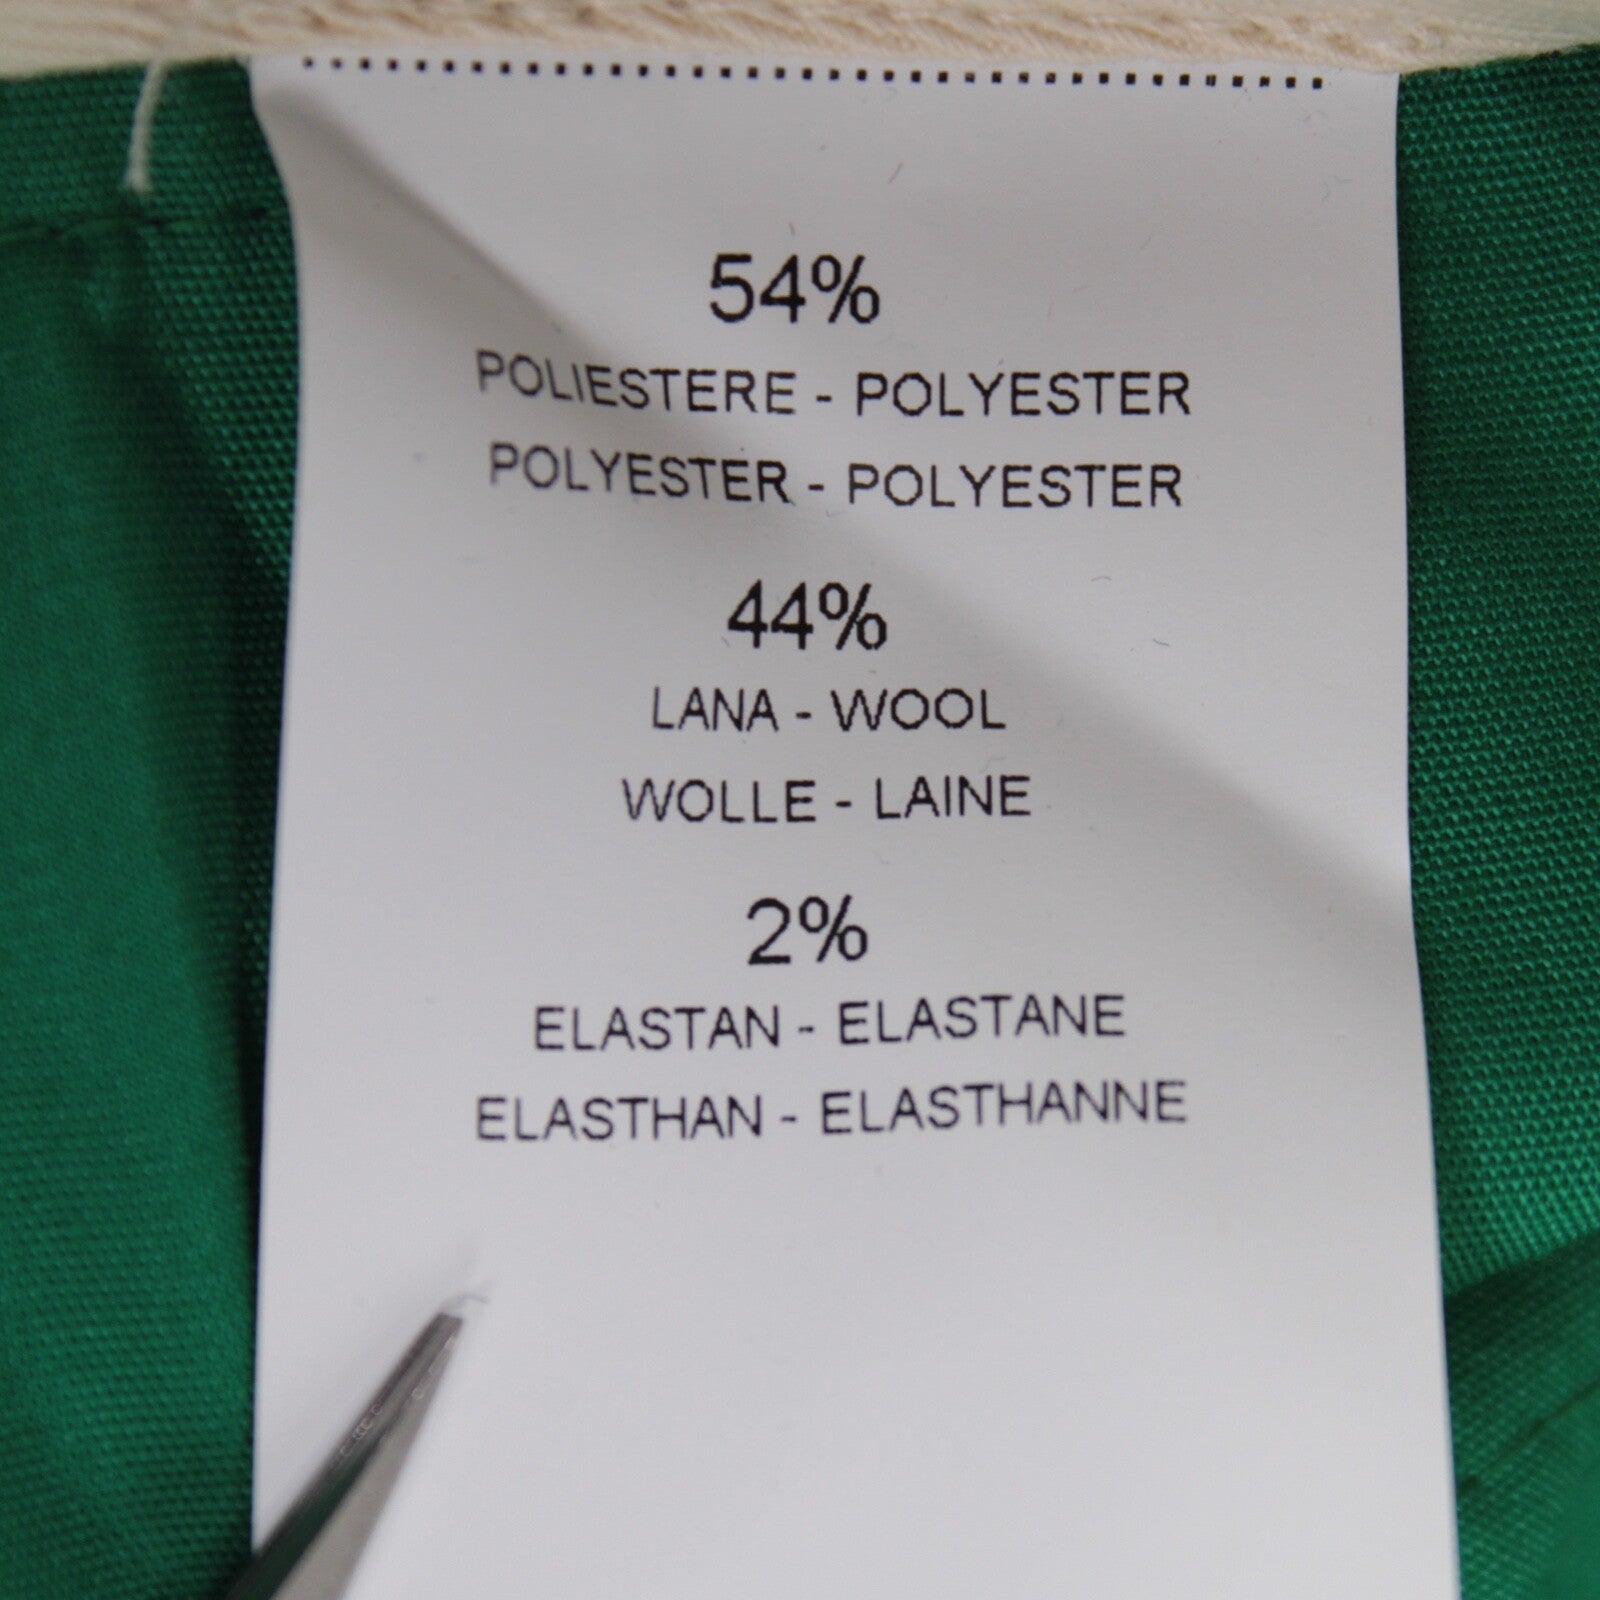 54%
POLIESTERE - POLYESTER
POLYESTER - POLYESTER
44%
LANA - WOOL
WOLLE - LAINE
2%
ELASTAN - ELASTANE
ELASTHAN - ELASTHANNE